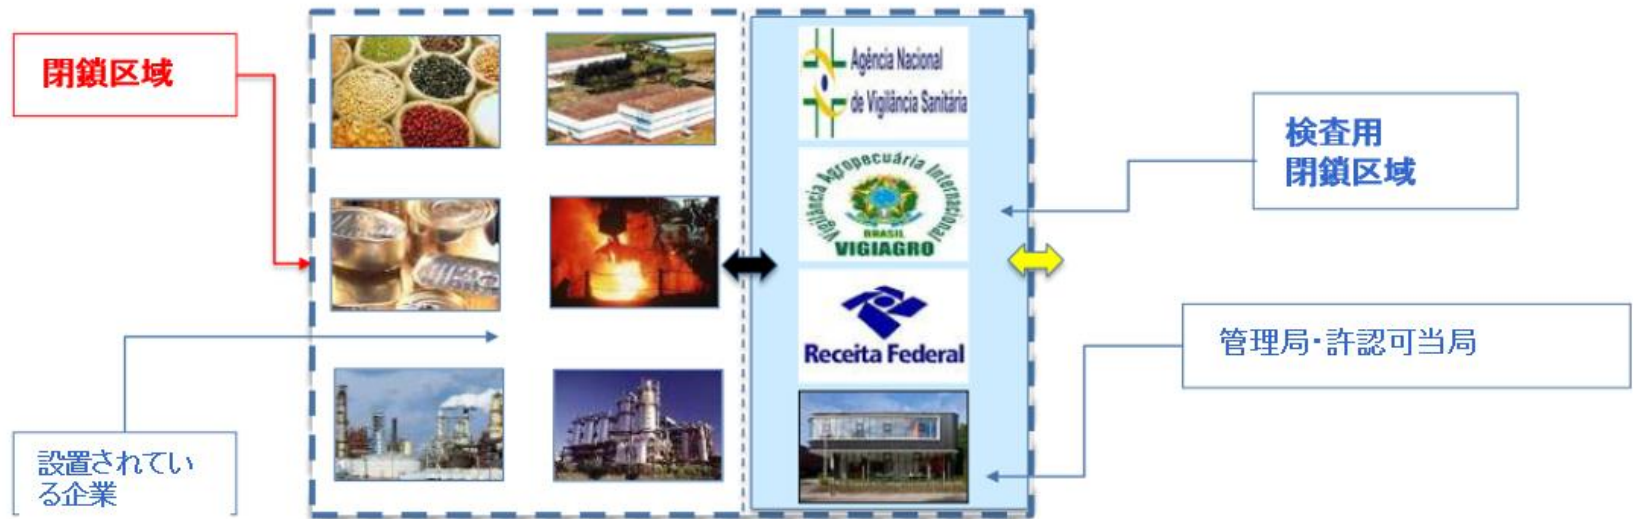 閉鎖区域
Agência Nacional
de Vigilância Sanitária
検査用
閉鎖区域
Vigilância Agropecuária Internacional
BRASIL
VIGIAGRO
Receita Federal
管理局・許認可当局
設置されてい
る企業